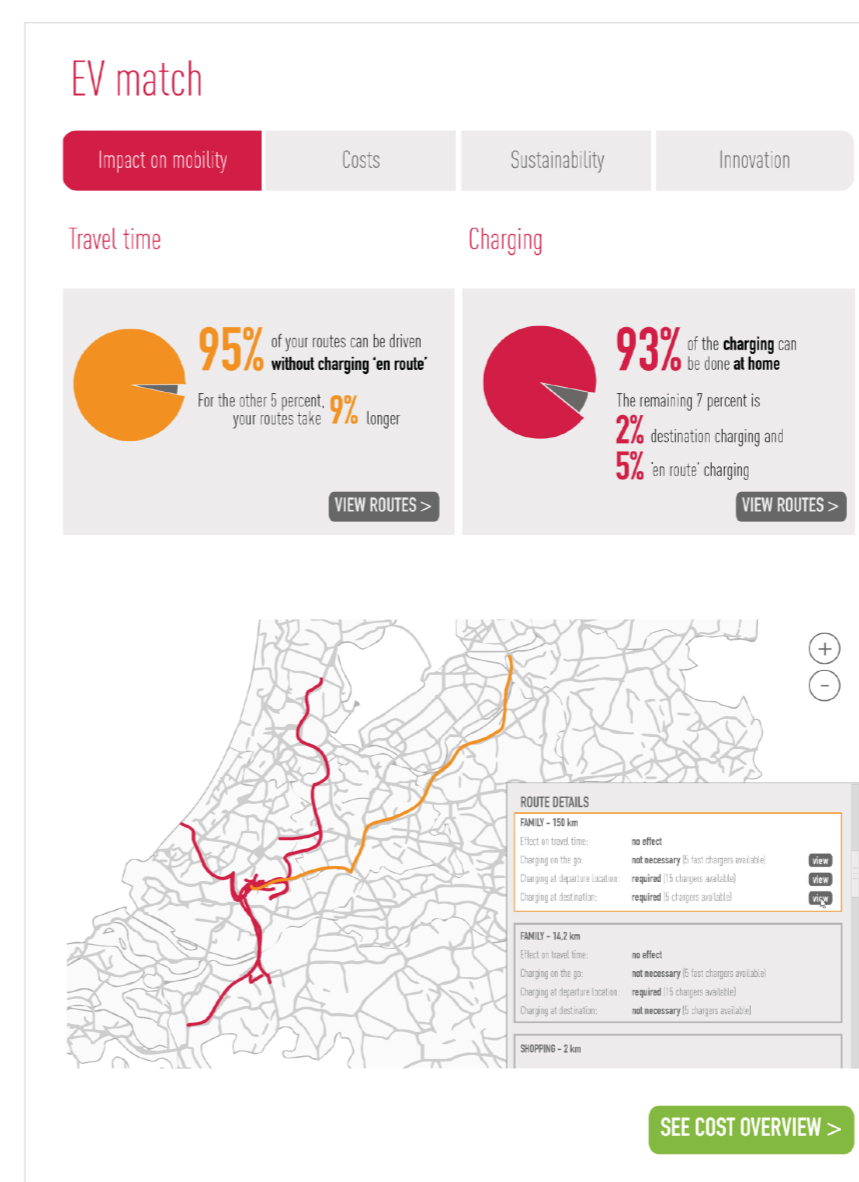 EV match
Impact on mobility
Costs
Sustainability
Innovation
Travel time
95% of your routes can be driven
without charging 'en route'
For the other 5 percent,
your routes take 9% longer
VIEW ROUTES >
Charging
93% of the charging can
be done at home
The remaining 7 percent is
2% destination charging and
5% 'en route' charging
VIEW ROUTES >
+
−
ROUTE DETAILS
FAMILY – 150 km
Effect on travel time: no effect
Charging on the go: not necessary (5 fast chargers available) view
Charging at departure location: required (15 chargers available) view
Charging at destination: required (5 chargers available) view
FAMILY – 14,2 km
Effect on travel time: no effect
Charging on the go: not necessary (5 fast chargers available)
Charging at departure location: required (15 chargers available)
Charging at destination: not necessary (5 chargers available)
SHOPPING – 2 km
SEE COST OVERVIEW >